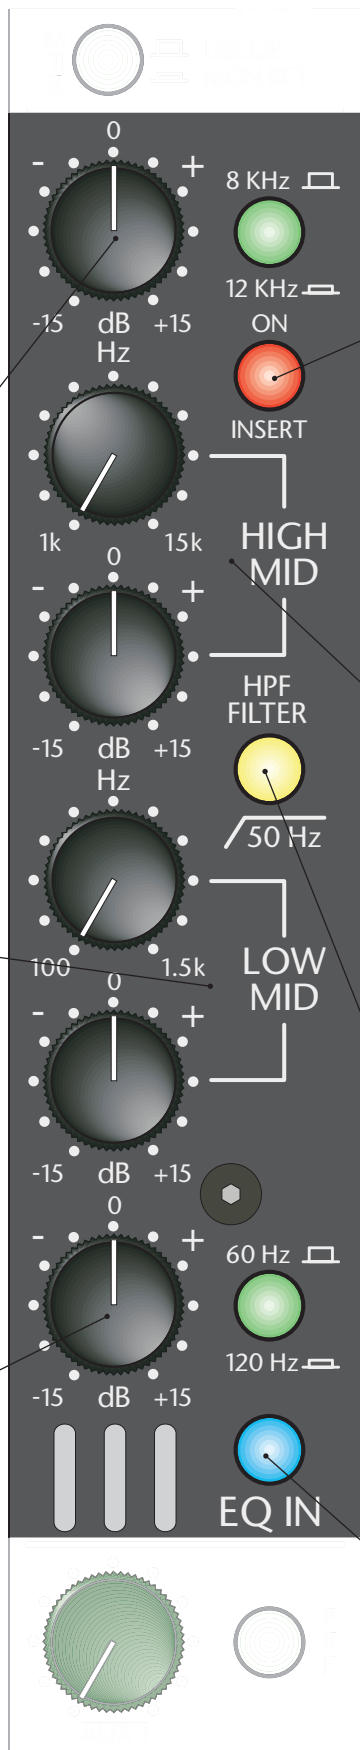 0
- +
8 KHz
-15 dB +15
12 KHz
ON
INSERT
Hz
1k 15k
HIGH
MID
0
- +
-15 dB +15
HPF
FILTER
50 Hz
Hz
100 1.5k
LOW
MID
0
- +
-15 dB +15
0
- +
60 Hz
-15 dB +15
120 Hz
EQ IN